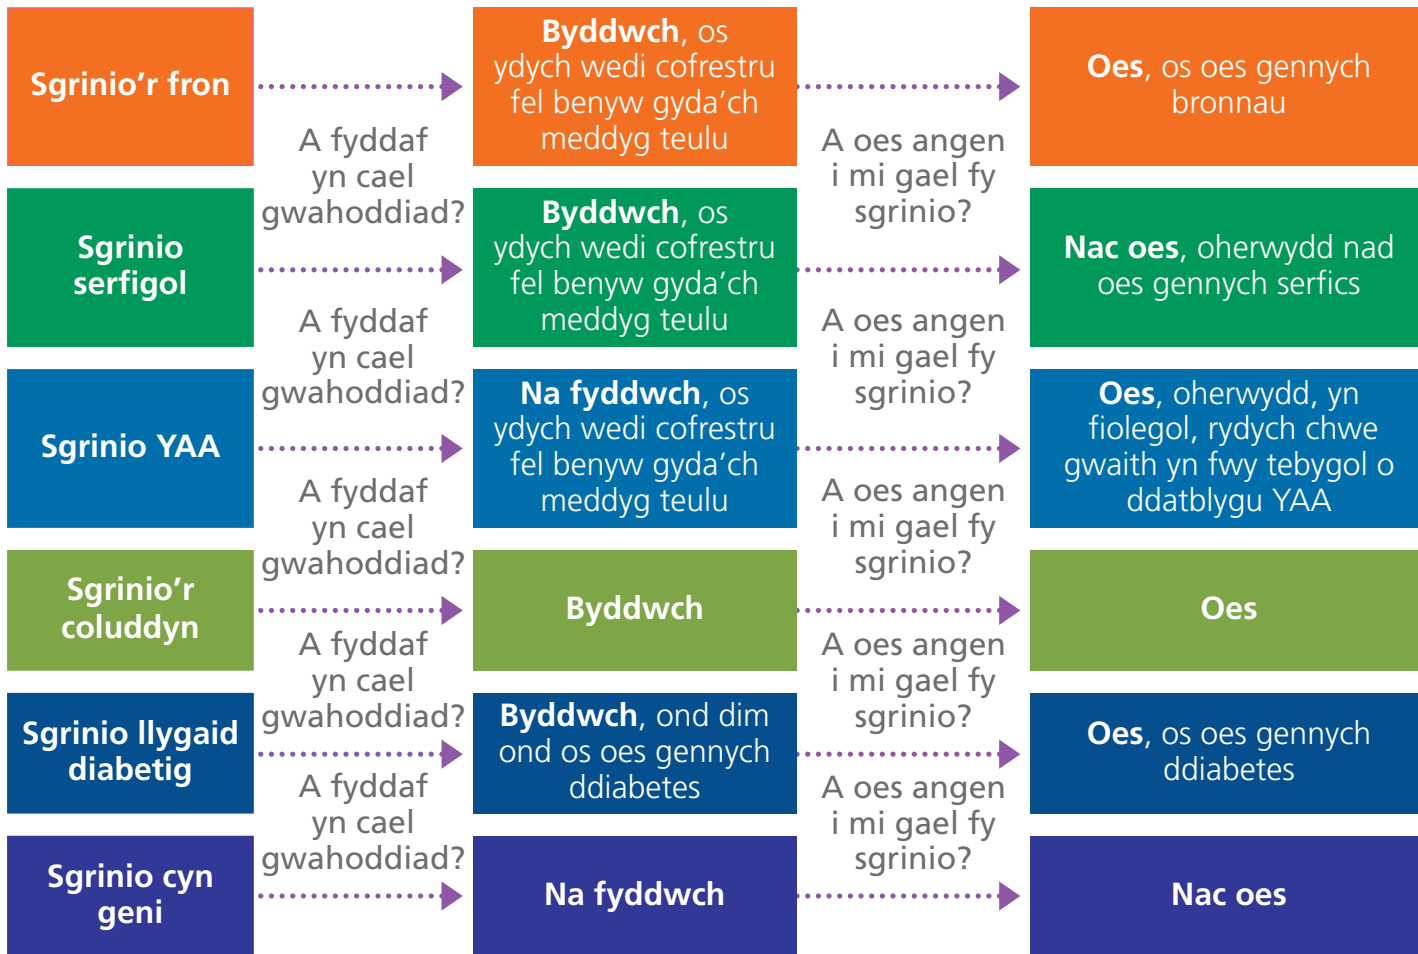 Sgrinio'r fron
A fyddaf
yn cael
gwahoddiad?
Byddwch, os
ydych wedi cofrestru
fel benyw gyda'ch
meddyg teulu
A oes angen
i mi gael fy
sgrinio?
Oes, os oes gennych
bronnau
Sgrinio
serfigol
A fyddaf
yn cael
gwahoddiad?
Byddwch, os
ydych wedi cofrestru
fel benyw gyda'ch
meddyg teulu
A oes angen
i mi gael fy
sgrinio?
Nac oes, oherwydd nad
oes gennych serfics
Sgrinio YAA
A fyddaf
yn cael
gwahoddiad?
Na fyddwch, os
ydych wedi cofrestru
fel benyw gyda'ch
meddyg teulu
A oes angen
i mi gael fy
sgrinio?
Oes, oherwydd, yn
fiolegol, rydych chwe
gwaith yn fwy tebygol o
ddatblygu YAA
Sgrinio'r
coluddyn
A fyddaf
yn cael
gwahoddiad?
Byddwch
A oes angen
i mi gael fy
sgrinio?
Oes
Sgrinio llygaid
diabetig
A fyddaf
yn cael
gwahoddiad?
Byddwch, ond dim
ond os oes gennych
ddiabetes
A oes angen
i mi gael fy
sgrinio?
Oes, os oes gennych
ddiabetes
Sgrinio cyn
geni
Na fyddwch
Nac oes